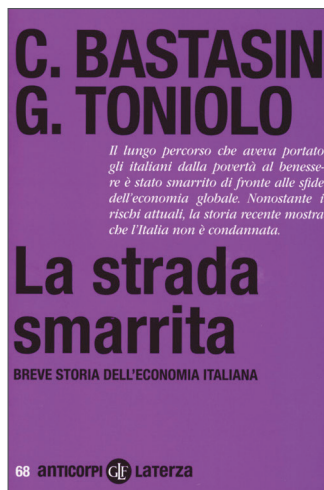 C. BASTASIN
G. TONIOLO
Il lungo percorso che aveva portato
gli italiani dalla povertà al benesse-
re è stato smarrito di fronte alle sfide
dell'economia globale. Nonostante i
rischi attuali, la storia recente mostra
che l'Italia non è condannata.
La strada
smarrita
BREVE STORIA DELL'ECONOMIA ITALIANA
68 anticorpi GLF Laterza